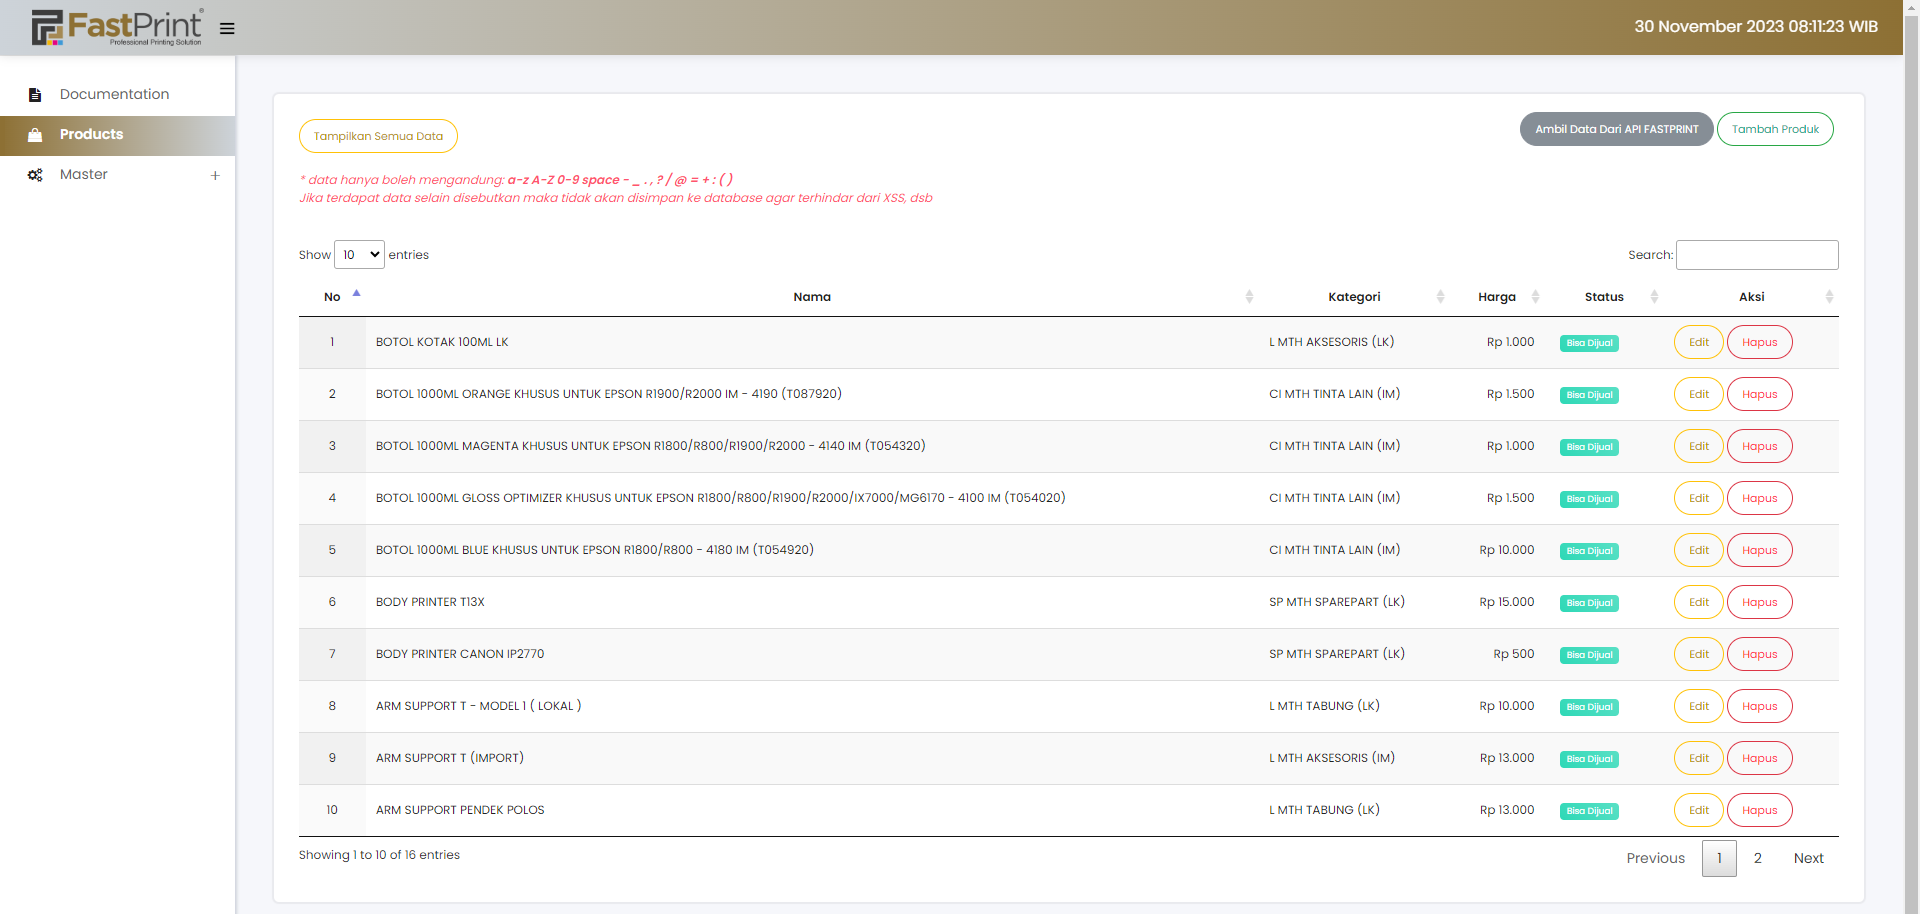 FastPrint®
Professional Printing Solution
30 November 2023 08:11:23 WIB
Documentation
Products
Master +
Tampilkan Semua Data
Ambil Data Dari API FASTPRINT
Tambah Produk
* data hanya boleh mengandung: a-z A-Z 0-9 space - _ . , ? / @ = + : ( )
Jika terdapat data selain disebutkan maka tidak akan disimpan ke database agar terhindar dari XSS, dsb
Show 10 entries
Search:
No Nama Kategori Harga Status Aksi
1 BOTOL KOTAK 100ML LK L MTH AKSESORIS (LK) Rp 1.000 Bisa Dijual Edit Hapus
2 BOTOL 1000ML ORANGE KHUSUS UNTUK EPSON R1900/R2000 IM - 4190 (T087920) CI MTH TINTA LAIN (IM) Rp 1.500 Bisa Dijual Edit Hapus
3 BOTOL 1000ML MAGENTA KHUSUS UNTUK EPSON R1800/R800/R1900/R2000 - 4140 IM (T054320) CI MTH TINTA LAIN (IM) Rp 1.000 Bisa Dijual Edit Hapus
4 BOTOL 1000ML GLOSS OPTIMIZER KHUSUS UNTUK EPSON R1800/R800/R1900/R2000/IX7000/MG6170 - 4100 IM (T054020) CI MTH TINTA LAIN (IM) Rp 1.500 Bisa Dijual Edit Hapus
5 BOTOL 1000ML BLUE KHUSUS UNTUK EPSON R1800/R800 - 4180 IM (T054920) CI MTH TINTA LAIN (IM) Rp 10.000 Bisa Dijual Edit Hapus
6 BODY PRINTER T13X SP MTH SPAREPART (LK) Rp 15.000 Bisa Dijual Edit Hapus
7 BODY PRINTER CANON IP2770 SP MTH SPAREPART (LK) Rp 500 Bisa Dijual Edit Hapus
8 ARM SUPPORT T - MODEL 1 ( LOKAL ) L MTH TABUNG (LK) Rp 10.000 Bisa Dijual Edit Hapus
9 ARM SUPPORT T (IMPORT) L MTH AKSESORIS (IM) Rp 13.000 Bisa Dijual Edit Hapus
10 ARM SUPPORT PENDEK POLOS L MTH TABUNG (LK) Rp 13.000 Bisa Dijual Edit Hapus
Showing 1 to 10 of 16 entries
Previous 1 2 Next